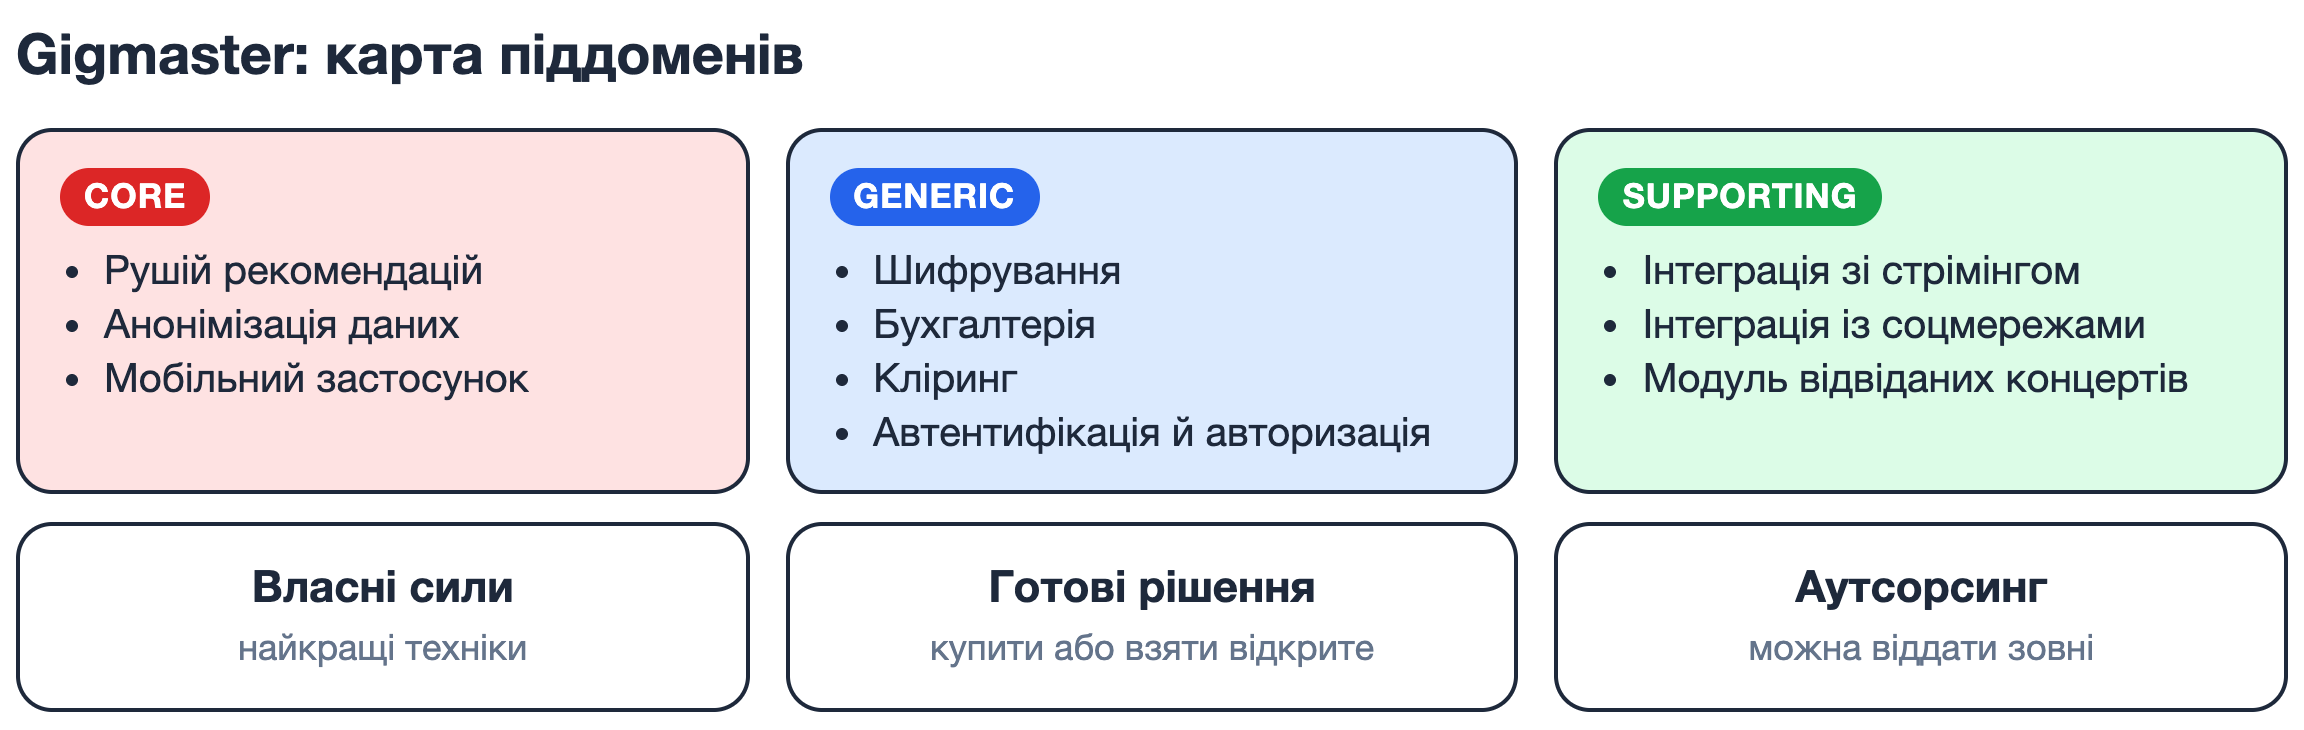 Gigmaster: карта піддоменів
CORE
• Рушій рекомендацій
• Анонімізація даних
• Мобільний застосунок
GENERIC
• Шифрування
• Бухгалтерія
• Кліринг
• Автентифікація й авторизація
SUPPORTING
• Інтеграція зі стрімінгом
• Інтеграція із соцмережами
• Модуль відвіданих концертів
Власні сили
найкращі техніки
Готові рішення
купити або взяти відкрите
Аутсорсинг
можна віддати зовні